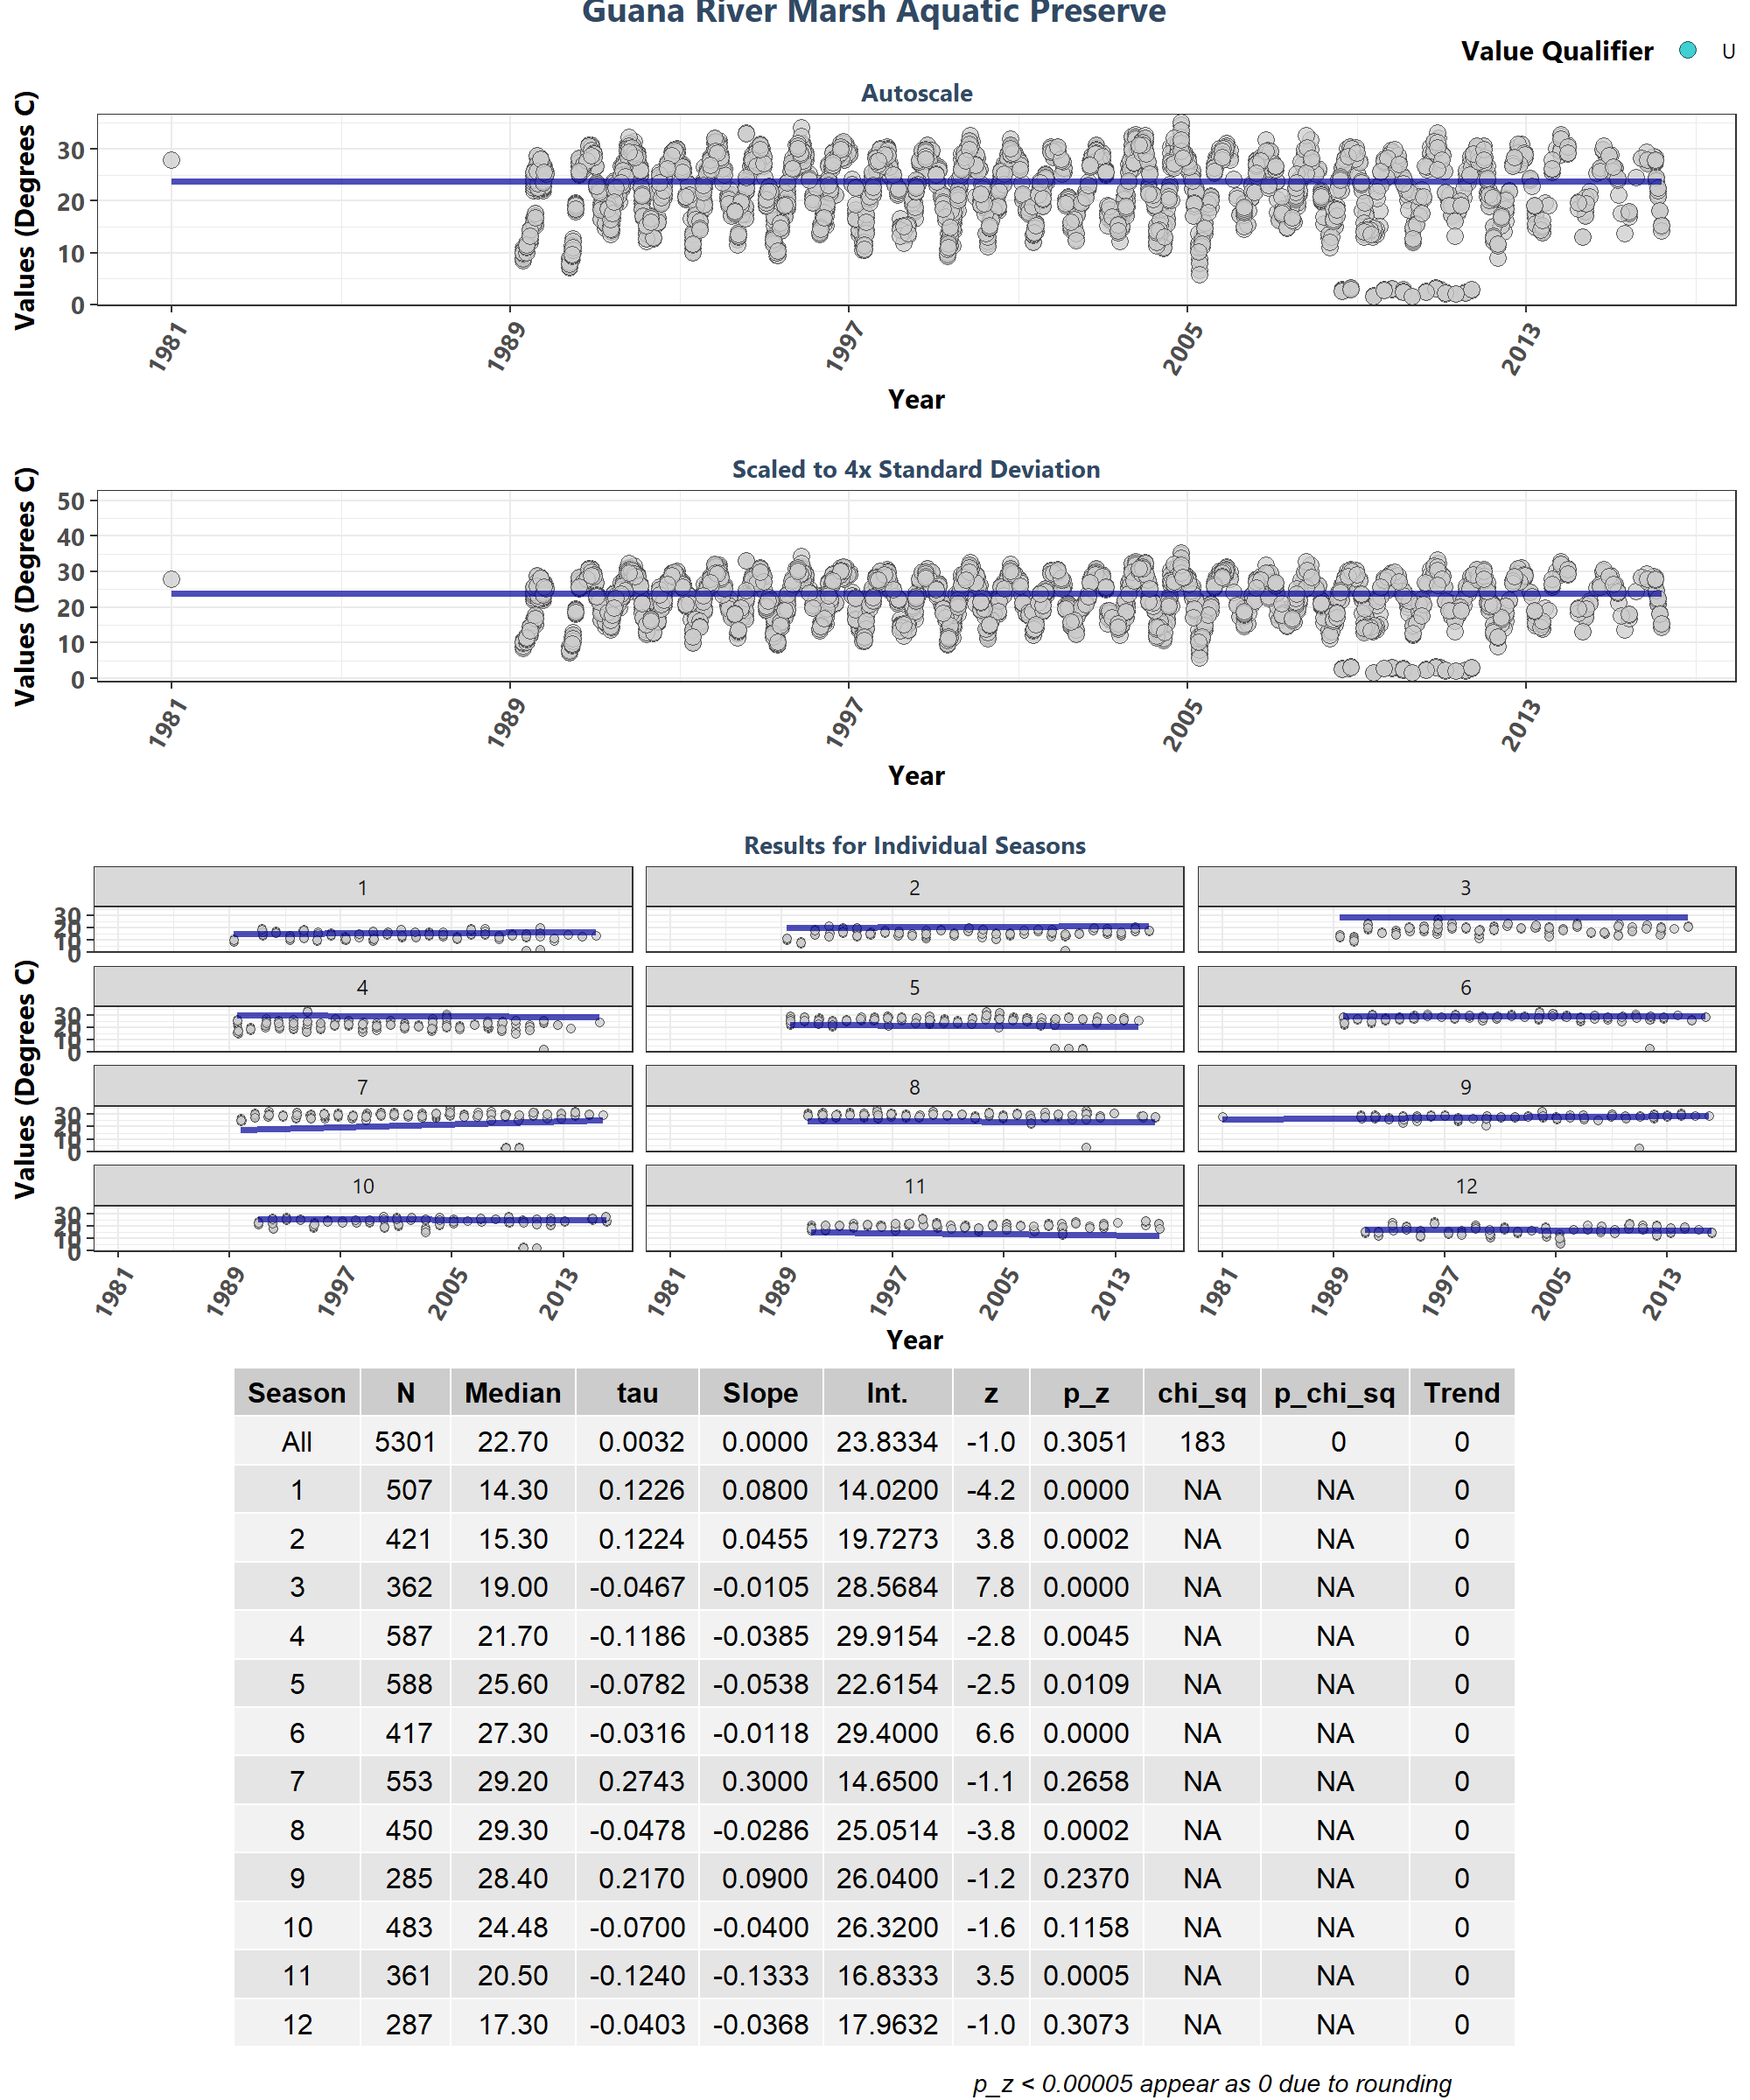 Guana River Marsh Aquatic Preserve
Value Qualifier U
Autoscale
Values (Degrees C)
30
20
10
0
1981 1989 1997 2005 2013
Year
Scaled to 4x Standard Deviation
Values (Degrees C)
50
40
30
20
10
0
1981 1989 1997 2005 2013
Year
Results for Individual Seasons
Values (Degrees C)
1 2 3
30
20
10
0
4 5 6
30
20
10
0
7 8 9
30
20
10
0
10 11 12
30
20
10
0
1981 1989 1997 2005 2013 1981 1989 1997 2005 2013 1981 1989 1997 2005 2013
Year
Season N Median tau Slope Int. z p_z chi_sq p_chi_sq Trend
All 5301 22.70 0.0032 0.0000 23.8334 -1.0 0.3051 183 0 0
1 507 14.30 0.1226 0.0800 14.0200 -4.2 0.0000 NA NA 0
2 421 15.30 0.1224 0.0455 19.7273 3.8 0.0002 NA NA 0
3 362 19.00 -0.0467 -0.0105 28.5684 7.8 0.0000 NA NA 0
4 587 21.70 -0.1186 -0.0385 29.9154 -2.8 0.0045 NA NA 0
5 588 25.60 -0.0782 -0.0538 22.6154 -2.5 0.0109 NA NA 0
6 417 27.30 -0.0316 -0.0118 29.4000 6.6 0.0000 NA NA 0
7 553 29.20 0.2743 0.3000 14.6500 -1.1 0.2658 NA NA 0
8 450 29.30 -0.0478 -0.0286 25.0514 -3.8 0.0002 NA NA 0
9 285 28.40 0.2170 0.0900 26.0400 -1.2 0.2370 NA NA 0
10 483 24.48 -0.0700 -0.0400 26.3200 -1.6 0.1158 NA NA 0
11 361 20.50 -0.1240 -0.1333 16.8333 3.5 0.0005 NA NA 0
12 287 17.30 -0.0403 -0.0368 17.9632 -1.0 0.3073 NA NA 0
p_z < 0.00005 appear as 0 due to rounding